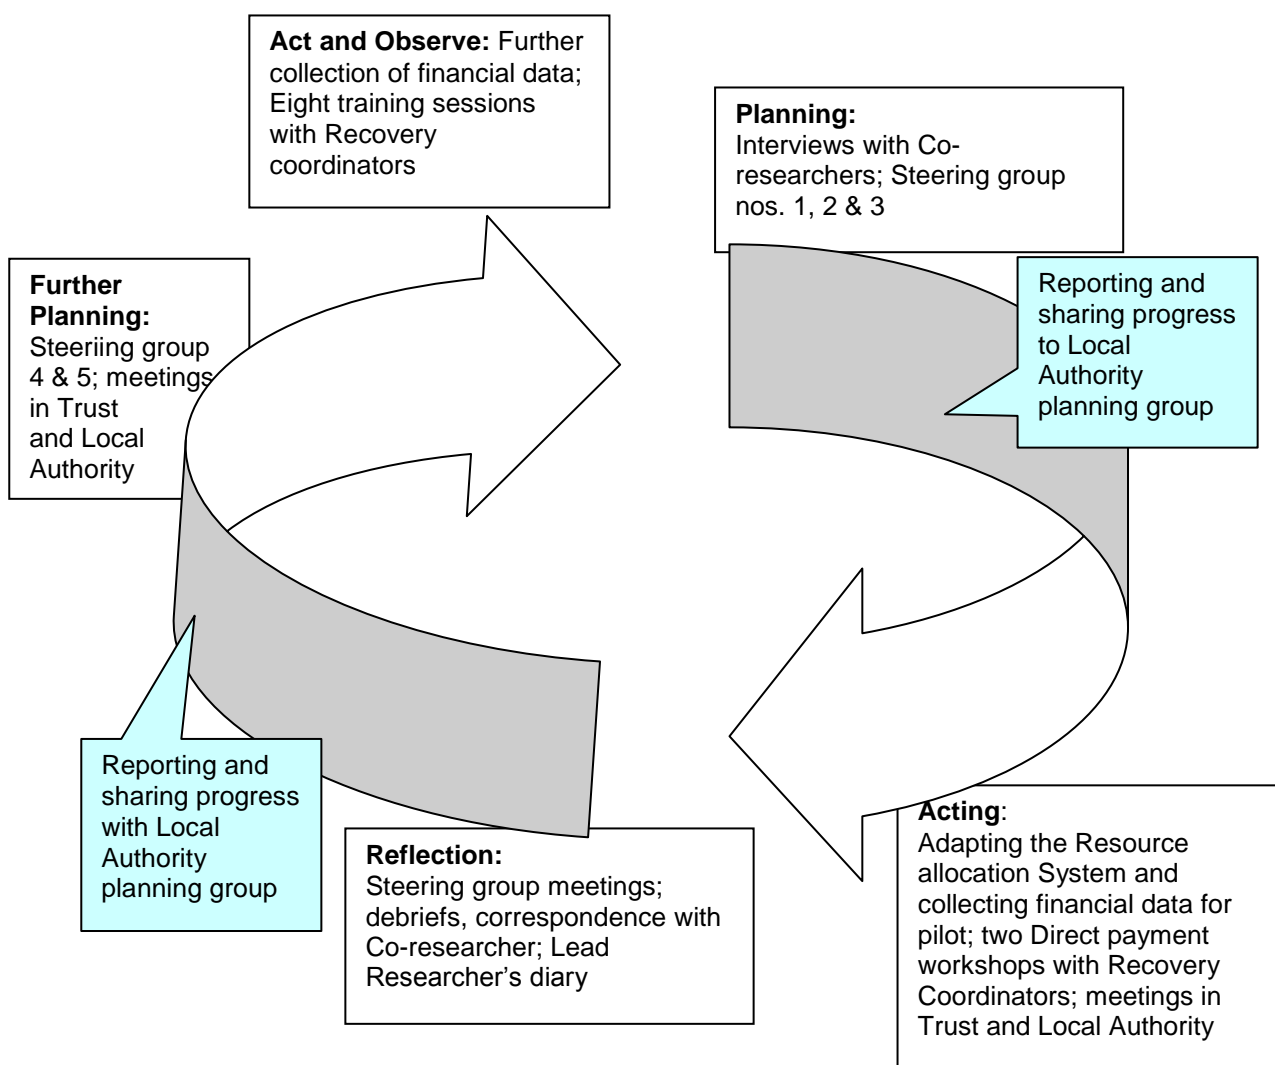 Act and Observe: Further
collection of financial data;
Eight training sessions
with Recovery
coordinators
Planning:
Interviews with Co-
researchers; Steering group
nos. 1, 2 & 3
Reporting and
sharing progress
to Local
Authority
planning group
Further
Planning:
Steeriing group
4 & 5; meetings
in Trust
and Local
Authority
Reporting and
sharing progress
with Local
Authority
planning group
Reflection:
Steering group meetings;
debriefs, correspondence with
Co-researcher; Lead
Researcher’s diary
Acting:
Adapting the Resource
allocation System and
collecting financial data for
pilot; two Direct payment
workshops with Recovery
Coordinators; meetings in
Trust and Local Authority